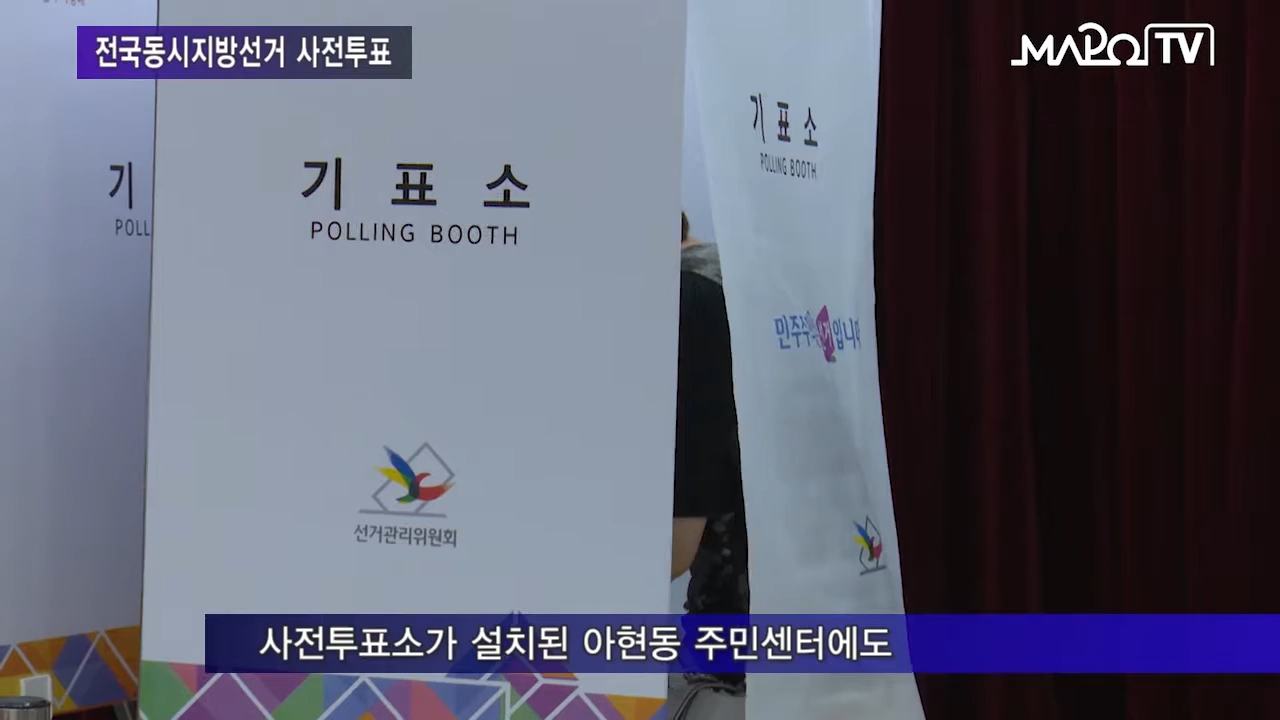 전국동시지방선거 사전투표
MAPO TV
기표소
POLLING BOOTH
기
POLL
기표소
POLLING BOOTH
선거관리위원회
사전투표소가 설치된 아현동 주민센터에도